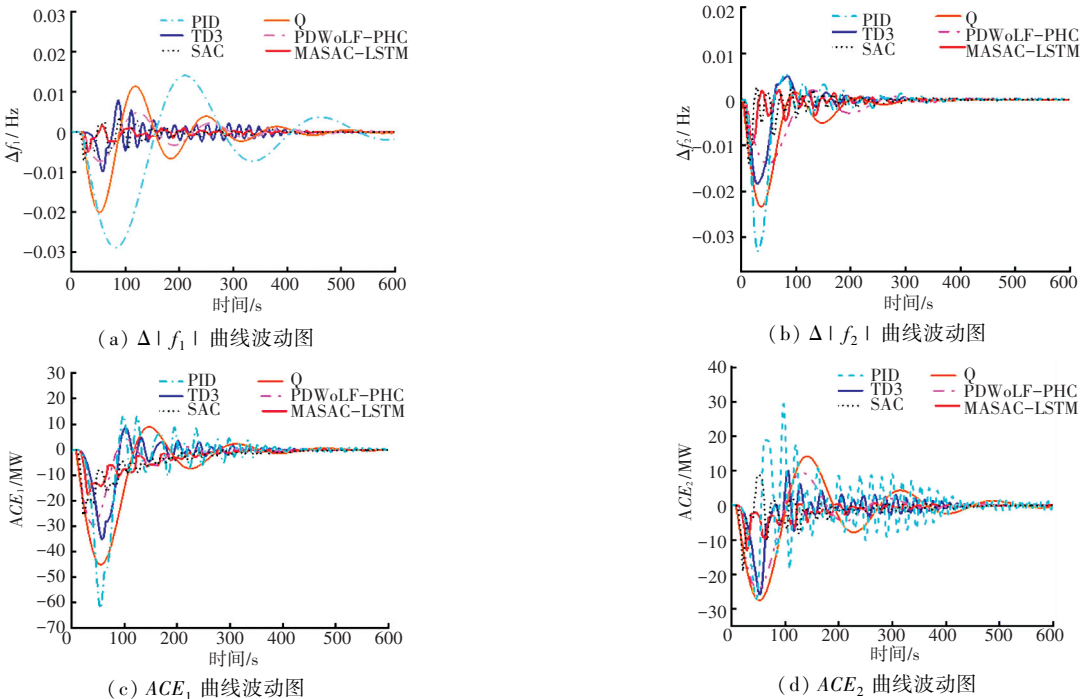 0.03
0.02
0.01
0
−0.01
−0.02
−0.03
Δf₁/ Hz
PID
TD3
SAC
Q
PDWoLF−PHC
MASAC−LSTM
0 100 200 300 400 500 600
时间/s
(a) Δ | f₁ | 曲线波动图
0.02
0.01
0
−0.01
−0.02
−0.03
Δf₂/ Hz
PID
TD3
SAC
Q
PDWoLF−PHC
MASAC−LSTM
0 100 200 300 400 500 600
时间/s
(b) Δ | f₂ | 曲线波动图
30
20
10
0
−10
−20
−30
−40
−50
−60
−70
ACE₁/MW
PID
TD3
SAC
Q
PDWoLF−PHC
MASAC−LSTM
0 100 200 300 400 500 600
时间/s
(c) ACE₁ 曲线波动图
40
30
20
10
0
−10
−20
−30
ACE₂/MW
PID
TD3
SAC
Q
PDWoLF−PHC
MASAC−LSTM
0 100 200 300 400 500 600
时间/s
(d) ACE₂ 曲线波动图